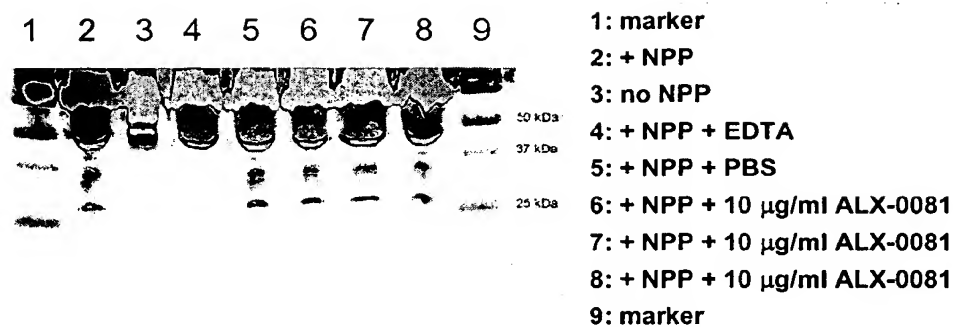 1 2 3 4 5 6 7 8 9
50 kDa
37 kDa
25 kDa
1: marker
2: + NPP
3: no NPP
4: + NPP + EDTA
5: + NPP + PBS
6: + NPP + 10 µg/ml ALX-0081
7: + NPP + 10 µg/ml ALX-0081
8: + NPP + 10 µg/ml ALX-0081
9: marker